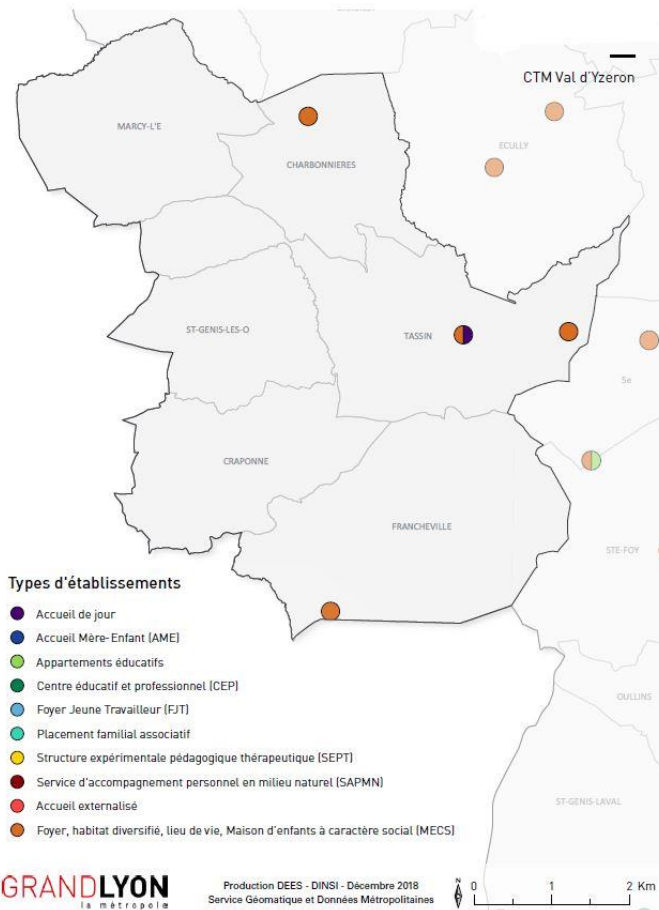 CTM Val d'Yzeron
ECULLY
MARCY-L'E
CHARBONNIERES
ST-GENIS-LES-O
TASSIN
5e
CRAPONNE
FRANCHEVILLE
STE-FOY
Types d'établissements
Accueil de jour
Accueil Mère-Enfant (AME)
Appartements éducatifs
Centre éducatif et professionnel (CEP)
Foyer Jeune Travailleur (FJT)
Placement familial associatif
Structure expérimentale pédagogique thérapeutique (SEPT)
Service d'accompagnement personnel en milieu naturel (SAPMN)
Accueil externalisé
Foyer, habitat diversifié, lieu de vie, Maison d'enfants à caractère social (MECS)
OULLINS
ST-GENIS-LAVAL
GRANDLYON
la métropole
Production DEES - DINSI - Décembre 2018
Service Géomatique et Données Métropolitaines
N
0 1 2 Km